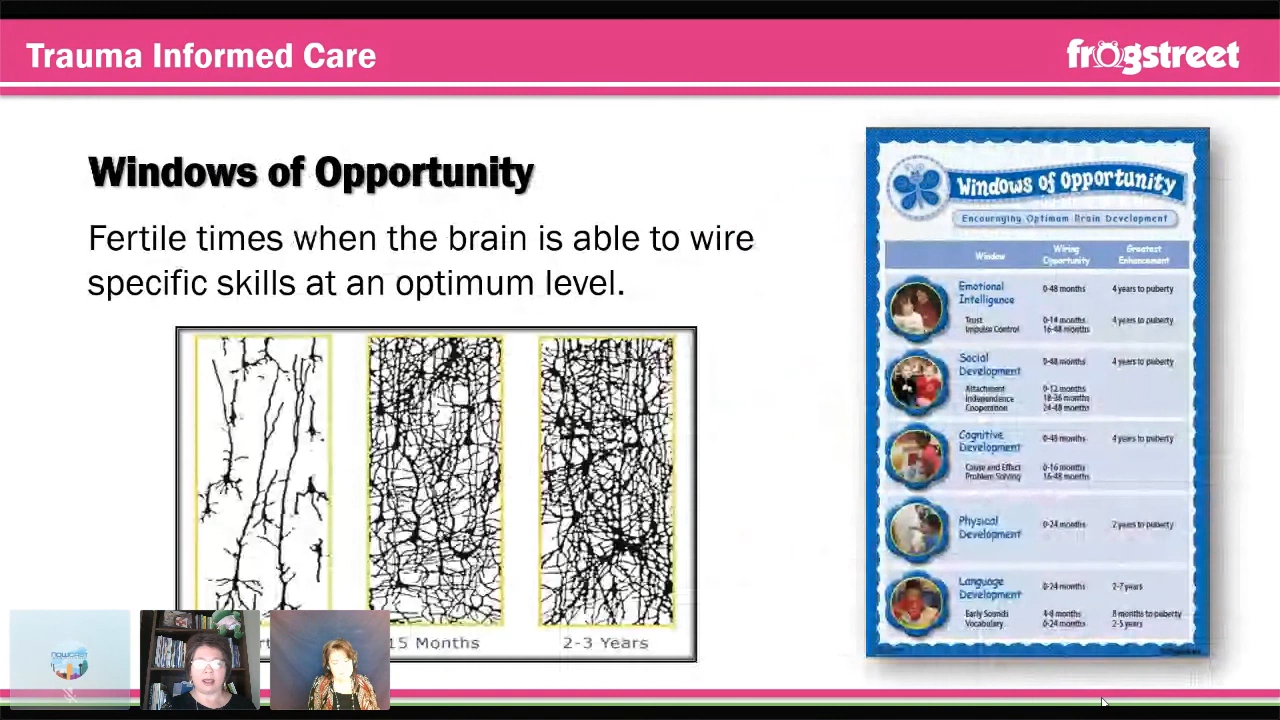 Trauma Informed Care
frogstreet
Windows of Opportunity
Fertile times when the brain is able to wire
specific skills at an optimum level.
15 Months
2-3 Years
Windows of Opportunity
Encouraging Optimum Brain Development
Window Wiring Opportunity Greatest Enhancement
Emotional Intelligence 0-48 months 4 years to puberty
Trust 0-14 months 4 years to puberty
Impulse Control 16-48 months
Social Development 0-48 months 4 years to puberty
Attachment 0-12 months
Independence 18-36 months
Cooperation 24-48 months
Cognitive Development 0-48 months 4 years to puberty
Cause and Effect 0-16 months
Problem Solving 16-48 months
Physical Development 0-24 months 2 years to puberty
Language Development 0-24 months 2-7 years
Early Sounds 4-8 months 8 months to puberty
Vocabulary 0-24 months 2-5 years